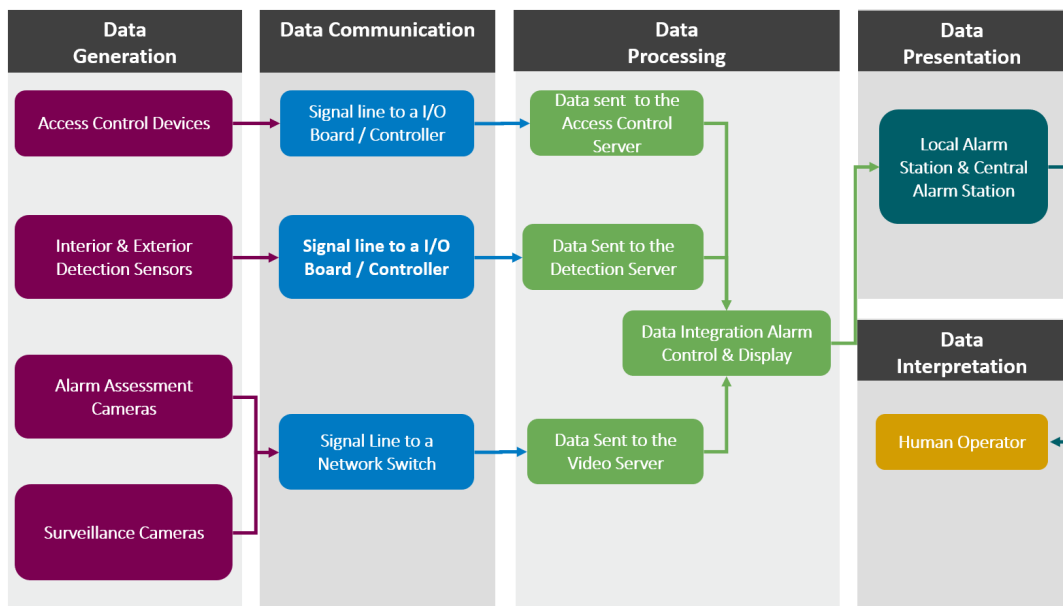 Data
Generation
Data Communication
Data
Processing
Data
Presentation
Access Control Devices
Signal line to a I/O
Board / Controller
Data sent to the
Access Control
Server
Local Alarm
Station & Central
Alarm Station
Interior & Exterior
Detection Sensors
Signal line to a I/O
Board / Controller
Data Sent to the
Detection Server
Data Integration Alarm
Control & Display
Data
Interpretation
Alarm Assessment
Cameras
Signal Line to a
Network Switch
Data Sent to the
Video Server
Human Operator
Surveillance Cameras